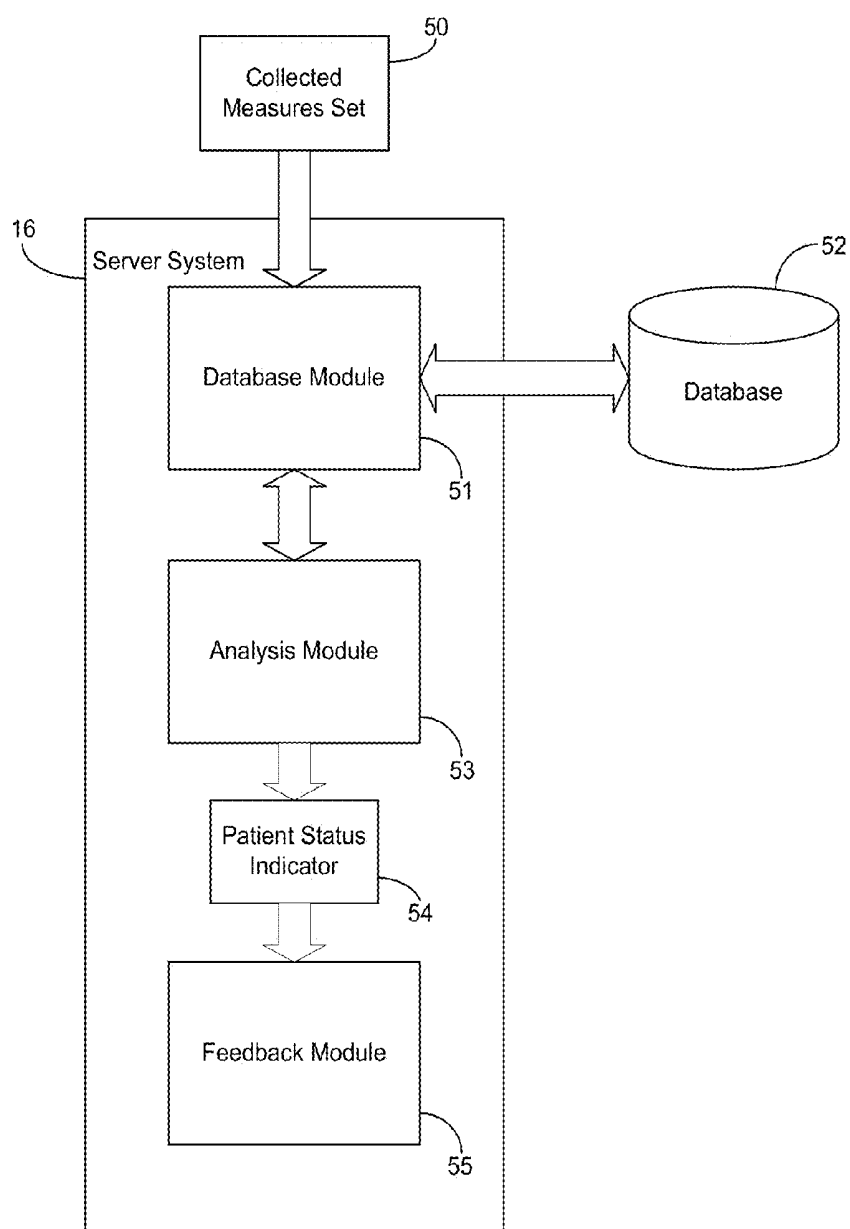 50
Collected
Measures Set
16
Server System
52
Database Module
Database
51
Analysis Module
53
Patient Status
Indicator
54
Feedback Module
55